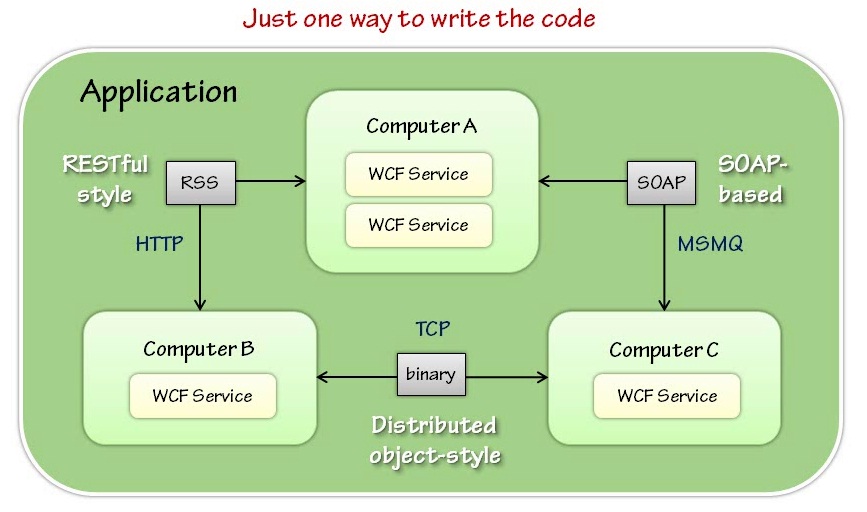 Just one way to write the code
Application
Computer A
WCF Service
WCF Service
RESTful
style
RSS
HTTP
SOAP
SOAP-
based
MSMQ
Computer B
WCF Service
TCP
binary
Distributed
object-style
Computer C
WCF Service